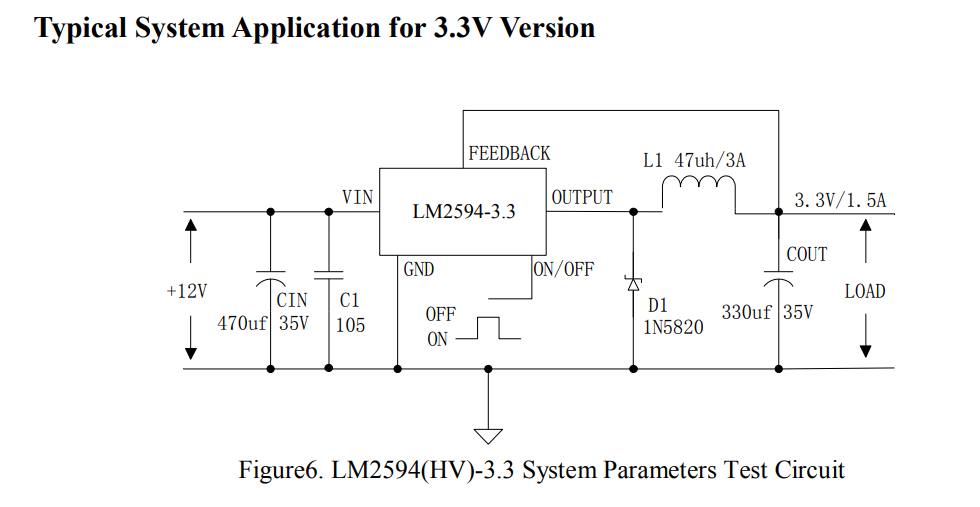 Typical System Application for 3.3V Version
FEEDBACK
L1 47uh/3A
VIN
OUTPUT
3.3V/1.5A
LM2594-3.3
GND
ON/OFF
COUT
+12V
CIN
C1
OFF
D1
LOAD
470uf 35V
105
ON
1N5820
330uf 35V
Figure6. LM2594(HV)-3.3 System Parameters Test Circuit